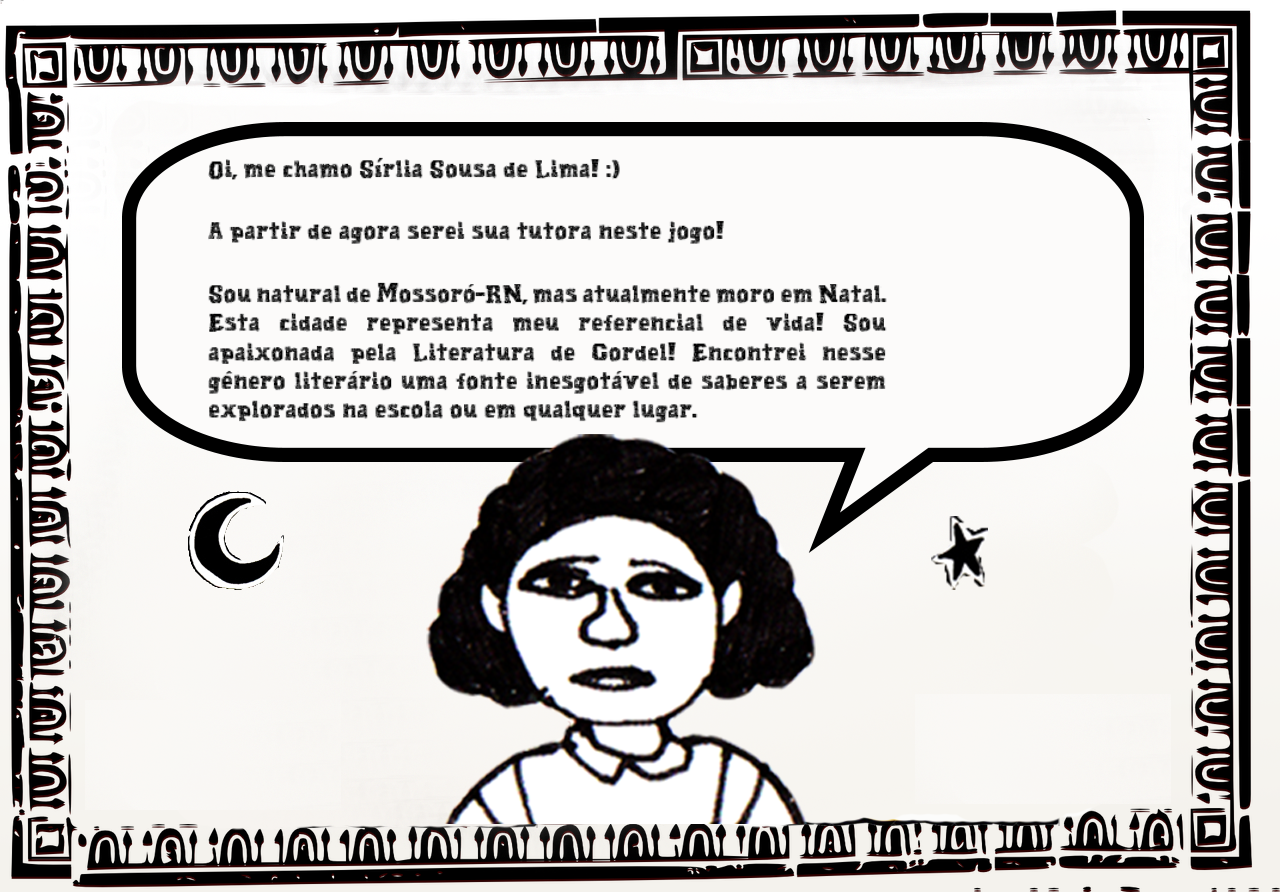 Oi, me chamo Sírlia Sousa de Lima! :)
A partir de agora serei sua tutora neste jogo!
Sou natural de Mossoró-RN, mas atualmente moro em Natal.
Esta cidade representa meu referencial de vida! Sou
apaixonada pela Literatura de Cordel! Encontrei nesse
gênero literário uma fonte inesgotável de saberes a serem
explorados na escola ou em qualquer lugar.